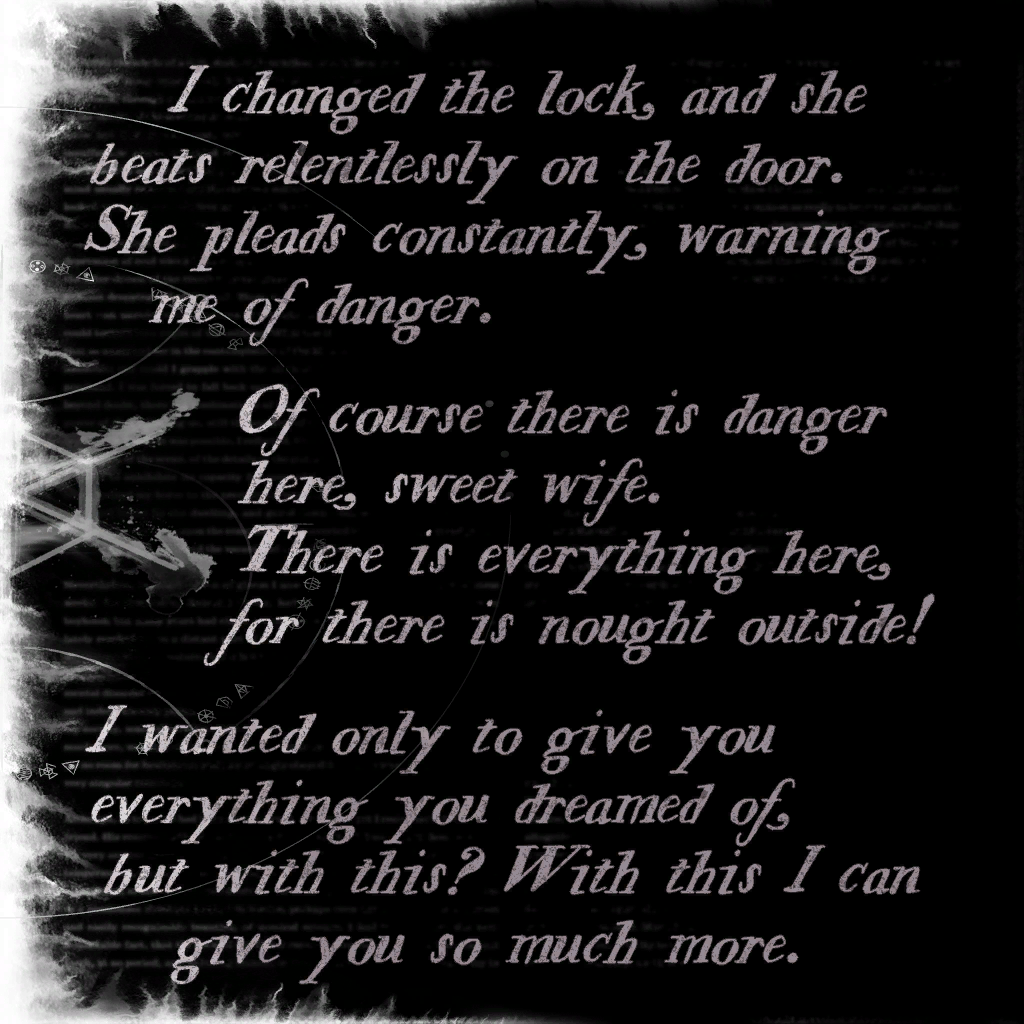 I changed the lock, and she
beats relentlessly on the door.
She pleads constantly, warning
me of danger.
Of course there is danger
here, sweet wife.
There is everything here,
for there is nought outside!
I wanted only to give you
everything you dreamed of,
but with this? With this I can
give you so much more.